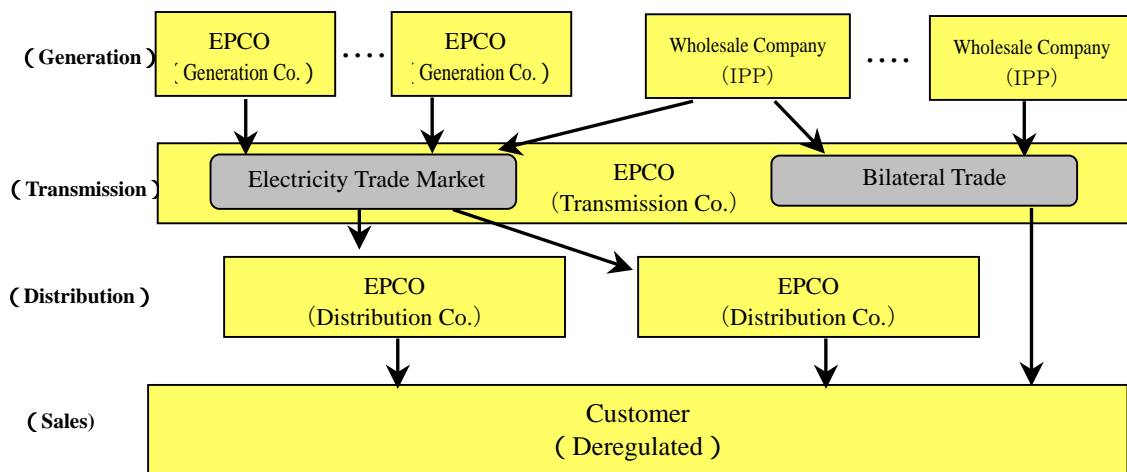 (Generation)
EPCO
(Generation Co.)
‥‥
EPCO
(Generation Co.)
Wholesale Company
(IPP)
‥‥
Wholesale Company
(IPP)
(Transmission)
Electricity Trade Market
EPCO
(Transmission Co.)
Bilateral Trade
(Distribution)
EPCO
(Distribution Co.)
EPCO
(Distribution Co.)
(Sales)
Customer
(Deregulated)